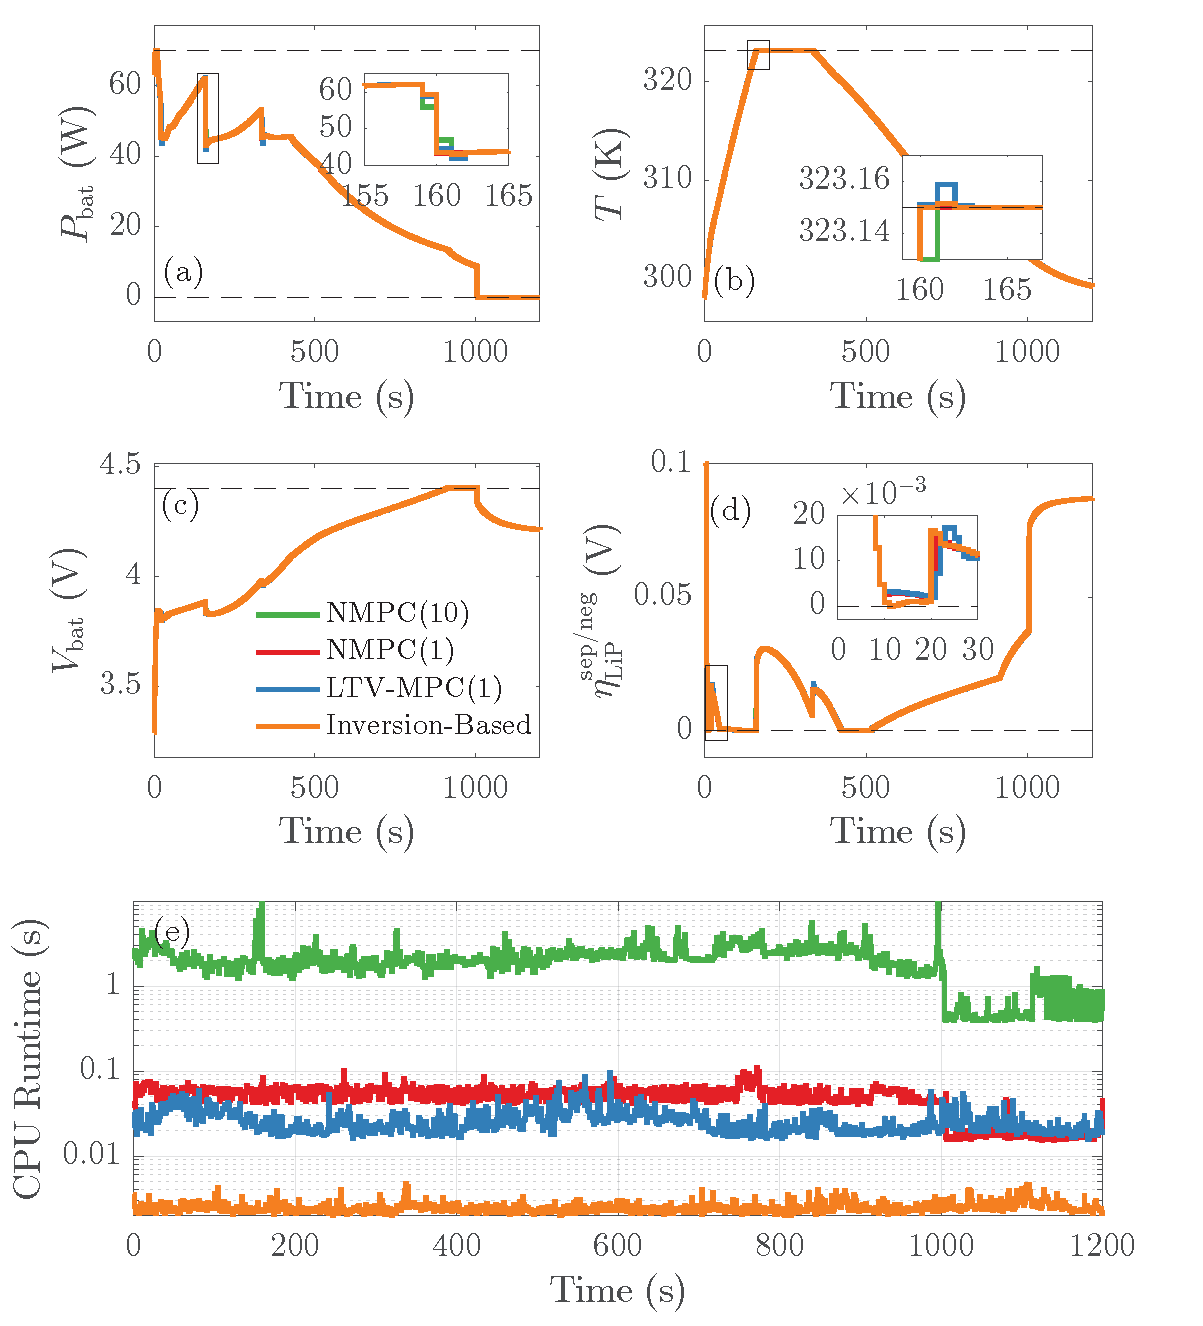 P_bat (W)
60
40
20
0
60
50
40
155 160 165
(a)
0 500 1000
Time (s)
T (K)
320
310
300
323.16
323.14
160 165
(b)
0 500 1000
Time (s)
V_bat (V)
4.5
4
3.5
(c)
NMPC(10)
NMPC(1)
LTV-MPC(1)
Inversion-Based
0 500 1000
Time (s)
η_LiP^sep/neg (V)
0.1
0.05
0
(d)
×10⁻³
20
10
0
0 10 20 30
0 500 1000
Time (s)
CPU Runtime (s)
(e)
1
0.1
0.01
0 200 400 600 800 1000 1200
Time (s)